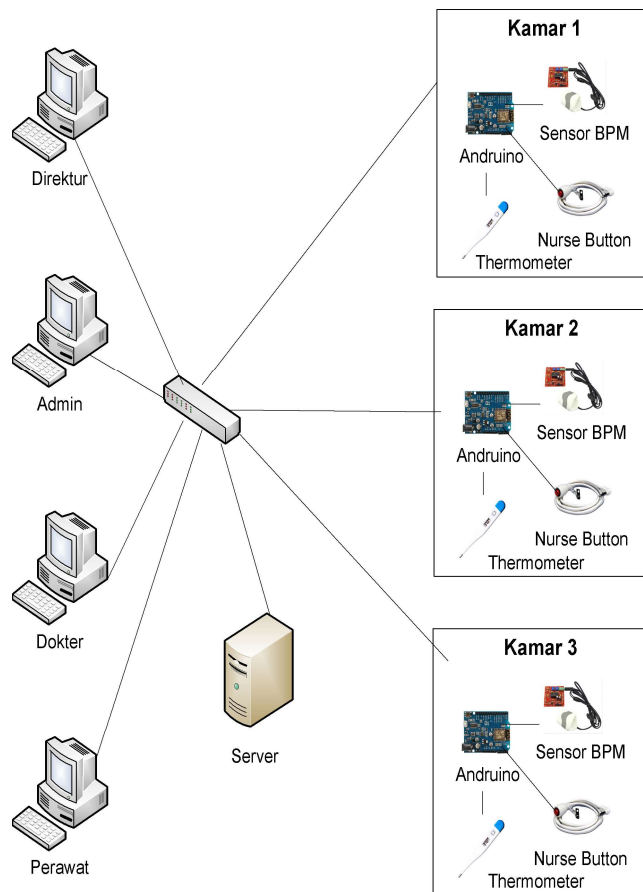 Direktur
Admin
Dokter
Perawat
Server
Kamar 1
Sensor BPM
Andruino
Nurse Button
Thermometer
Kamar 2
Sensor BPM
Andruino
Nurse Button
Thermometer
Kamar 3
Sensor BPM
Andruino
Nurse Button
Thermometer